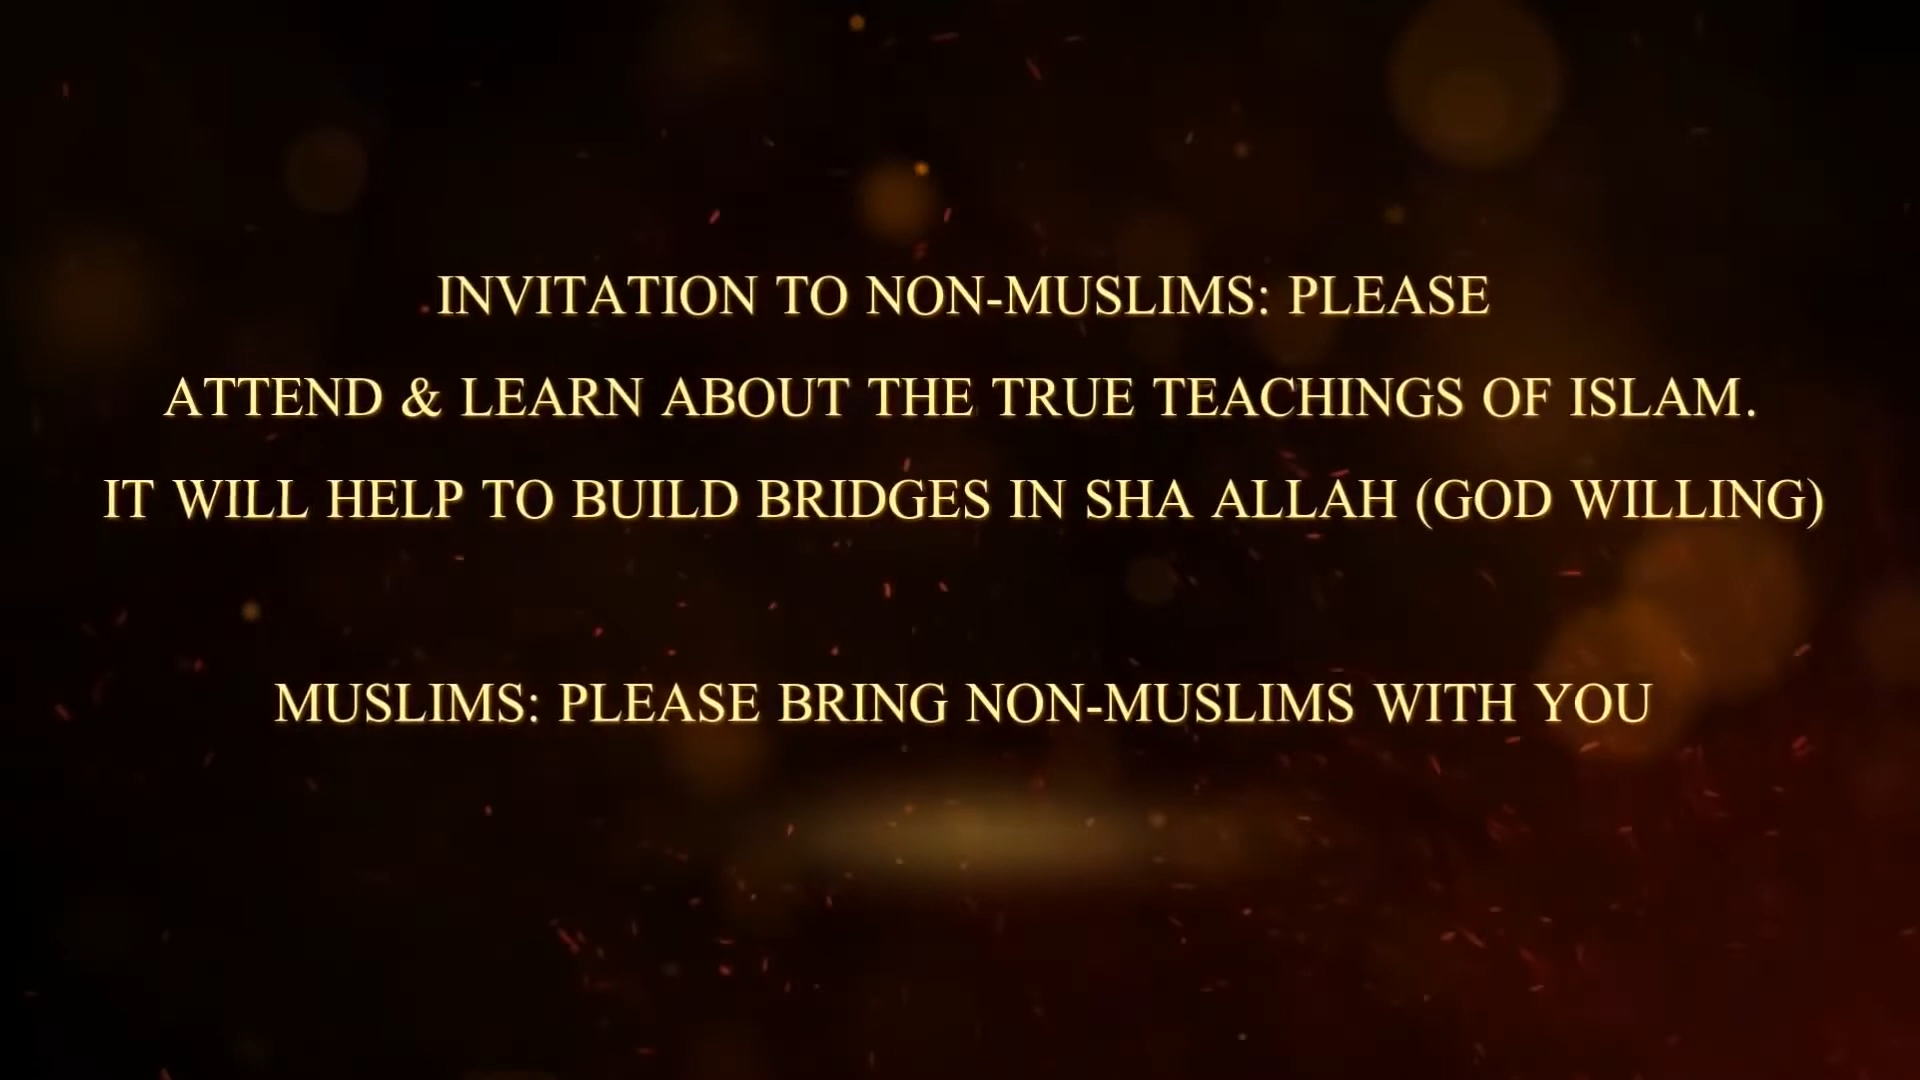 INVITATION TO NON-MUSLIMS: PLEASE
ATTEND & LEARN ABOUT THE TRUE TEACHINGS OF ISLAM.
IT WILL HELP TO BUILD BRIDGES IN SHA ALLAH (GOD WILLING)
MUSLIMS: PLEASE BRING NON-MUSLIMS WITH YOU